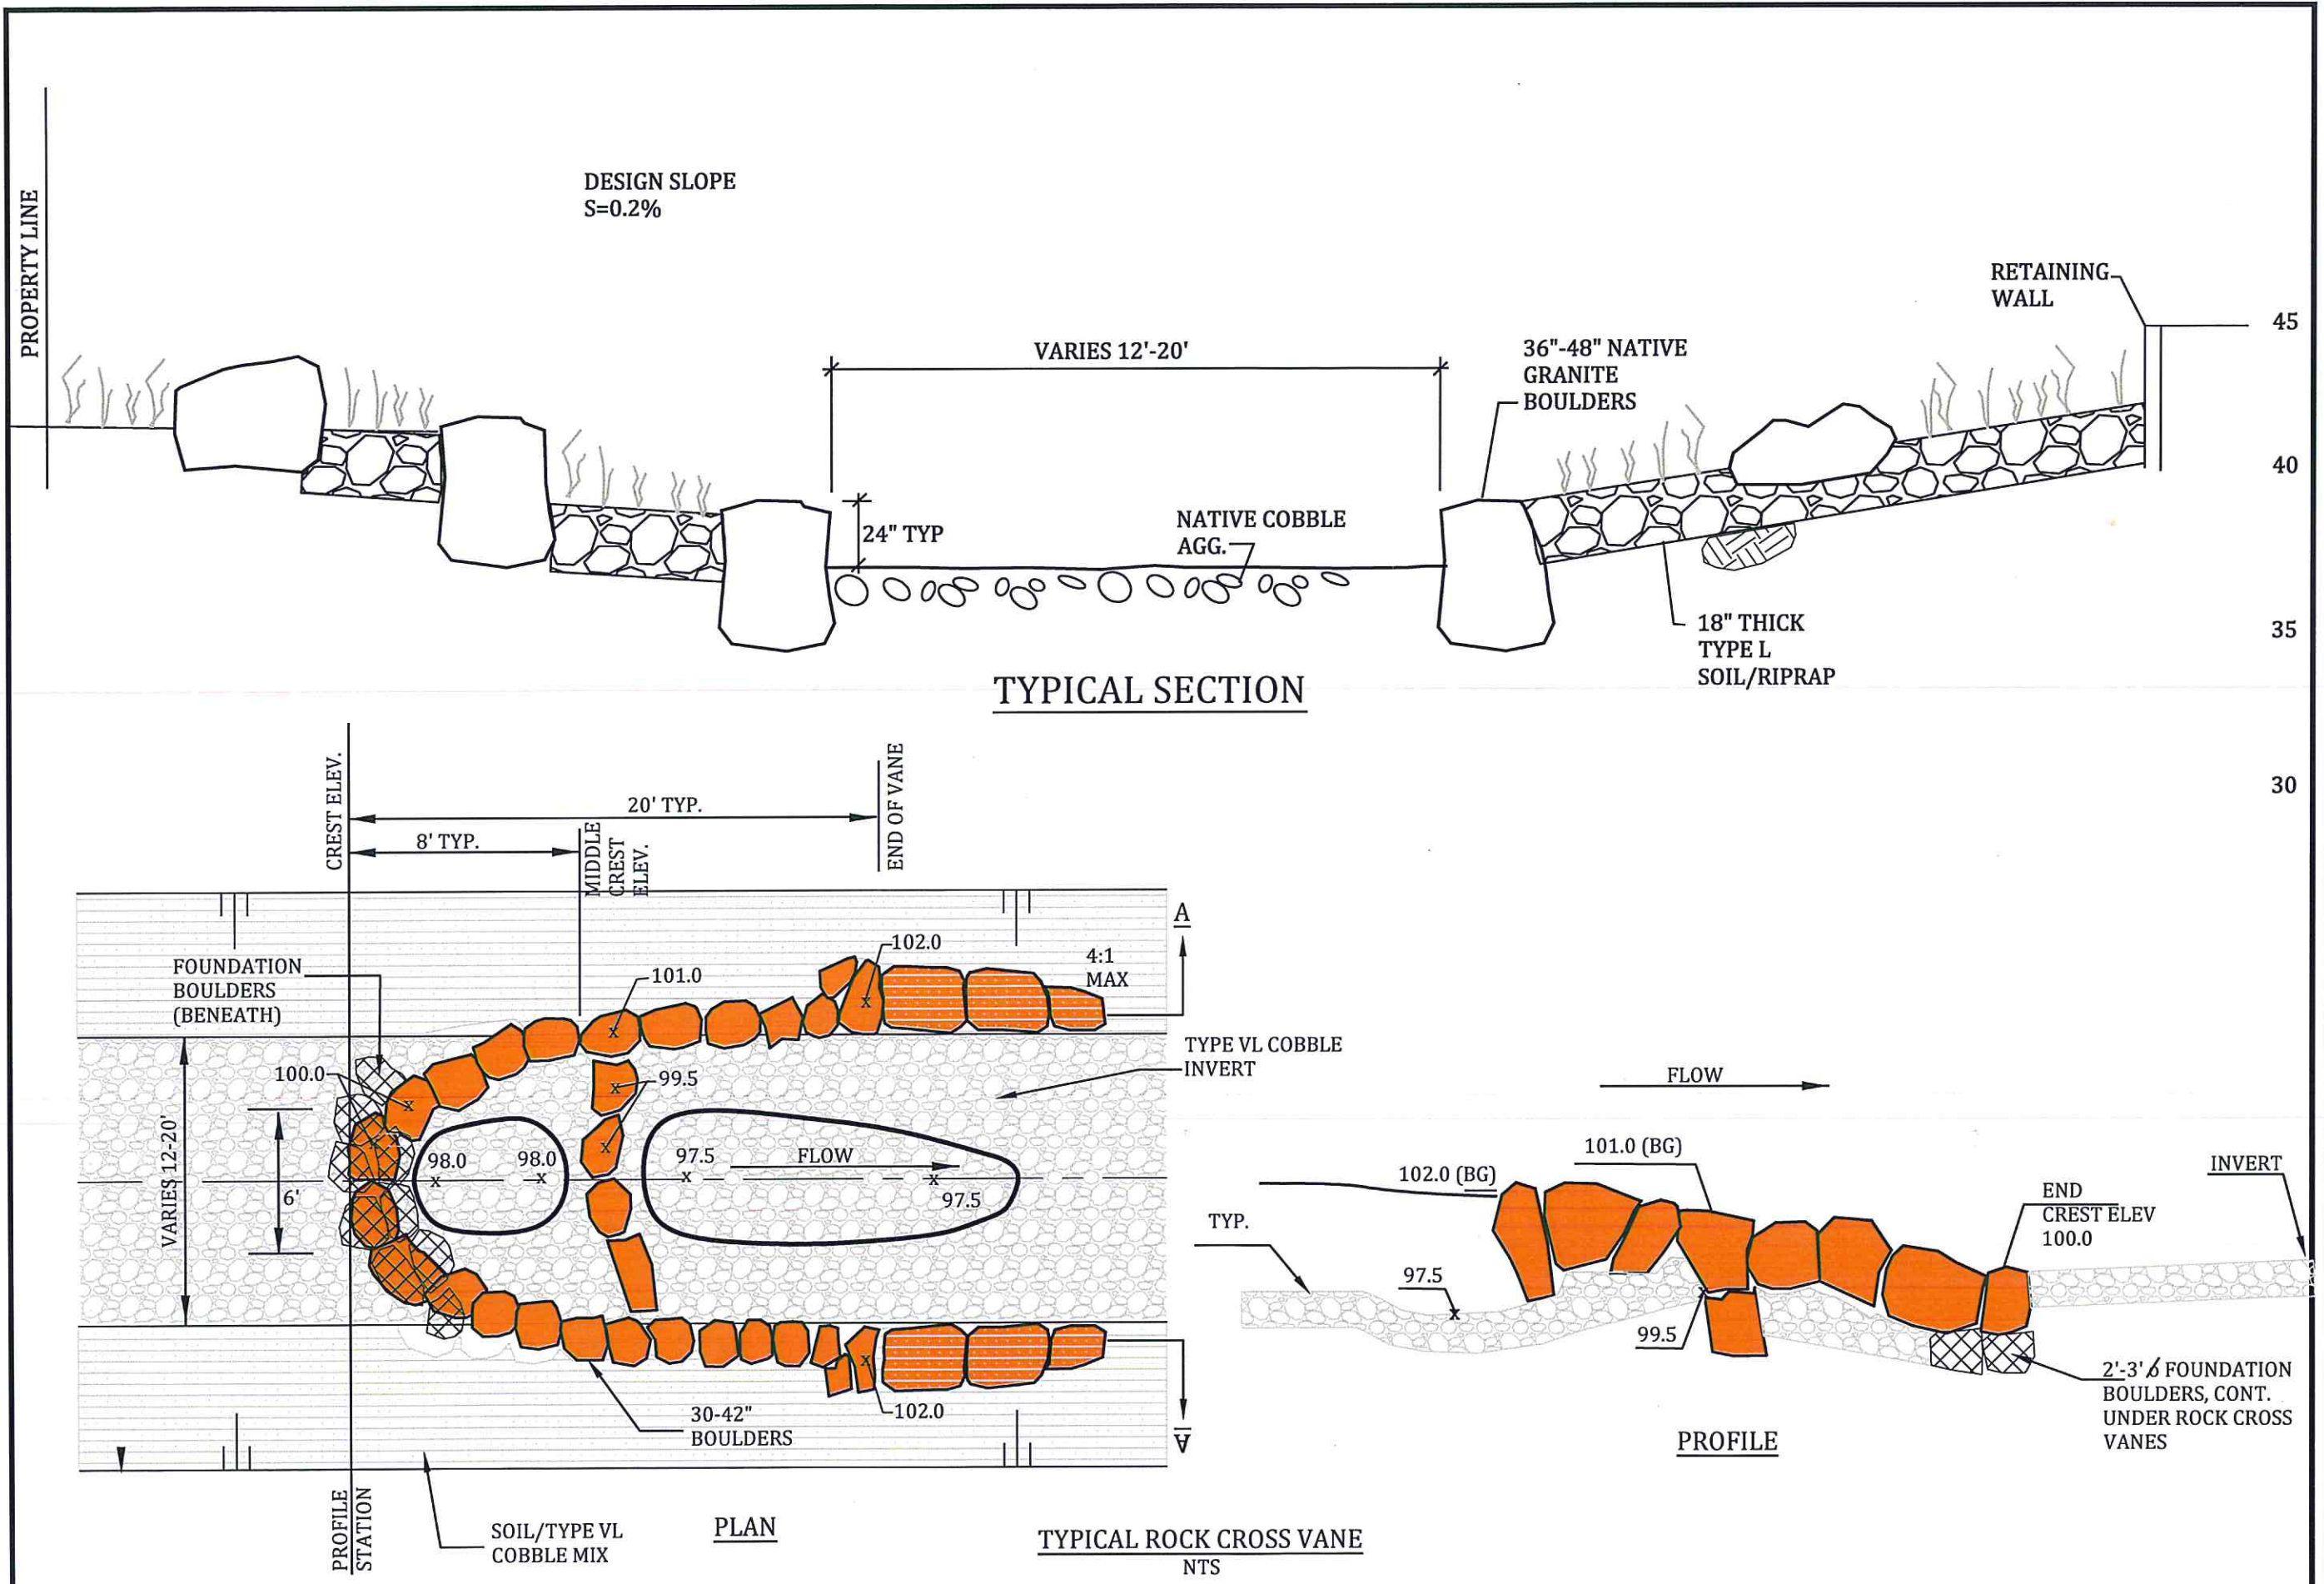 PROPERTY LINE
DESIGN SLOPE
S=0.2%
RETAINING
WALL
45
VARIES 12'-20'
36"-48" NATIVE
GRANITE
BOULDERS
40
24" TYP
NATIVE COBBLE
AGG.
18" THICK
TYPE L
SOIL/RIPRAP
35
TYPICAL SECTION
30
CREST ELEV.
20' TYP.
END OF VANE
8' TYP.
MIDDLE
CREST
ELEV.
A
102.0
4:1
MAX
FOUNDATION
BOULDERS
(BENEATH)
101.0
TYPE VL COBBLE
INVERT
100.0
99.5
VARIES 12-20'
6'
98.0
98.0
97.5
FLOW
97.5
30-42"
BOULDERS
102.0
A
PROFILE
STATION
SOIL/TYPE VL
COBBLE MIX
PLAN
FLOW
101.0 (BG)
102.0 (BG)
INVERT
END
CREST ELEV
100.0
TYP.
97.5
99.5
2'-3' ø FOUNDATION
BOULDERS, CONT.
UNDER ROCK CROSS
VANES
PROFILE
TYPICAL ROCK CROSS VANE
NTS